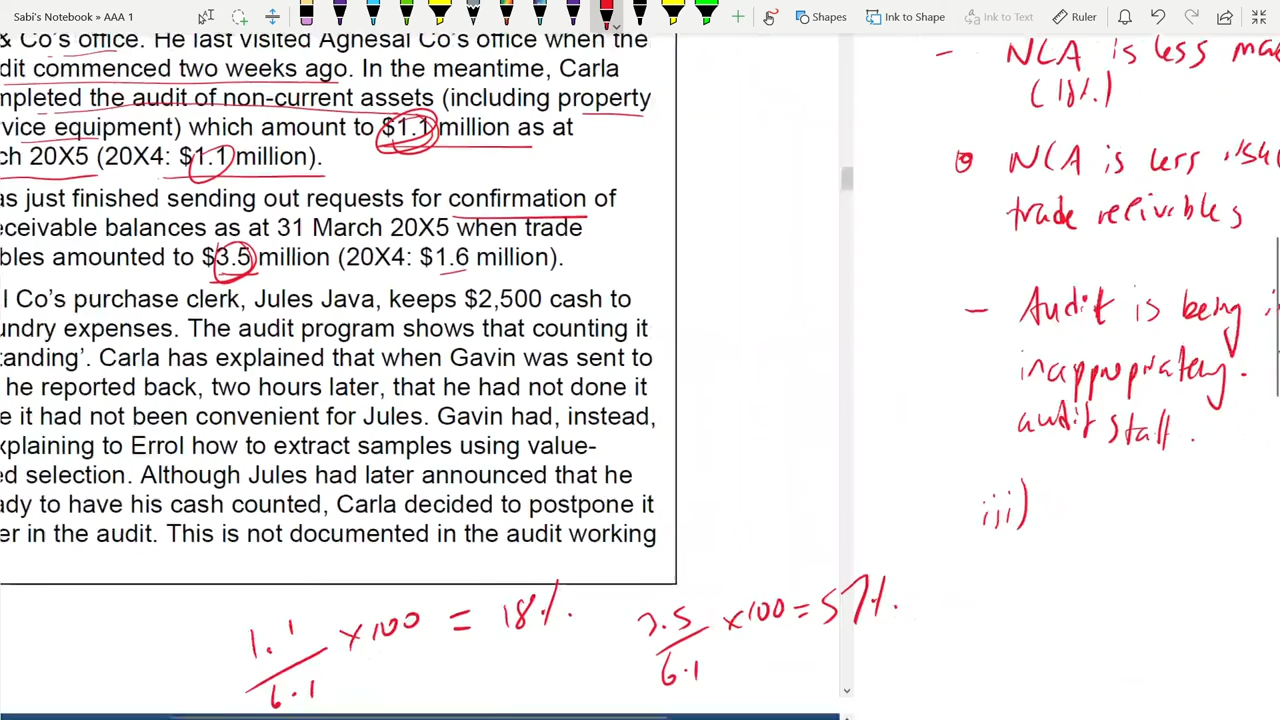 Sabi's Notebook » AAA 1
Shapes
Ink to Shape
Ink to Text
Ruler
& Co's office. He last visited Aghesal Co's office when the
dit commenced two weeks ago. In the meantime, Carla
mpleted the audit of non-current assets (including property
vice equipment) which amount to $1.1 million as at
ch 20X5 (20X4: $1.1 million).
as just finished sending out requests for confirmation of
eceivable balances as at 31 March 20X5 when trade
bles amounted to $3.5 million (20X4: $1.6 million).
l Co's purchase clerk, Jules Java, keeps $2,500 cash to
undry expenses. The audit program shows that counting it
tanding'. Carla has explained that when Gavin was sent to
he reported back, two hours later, that he had not done it
e it had not been convenient for Jules. Gavin had, instead,
xplaining to Errol how to extract samples using value-
ed selection. Although Jules had later announced that he
ady to have his cash counted, Carla decided to postpone it
er in the audit. This is not documented in the audit working
1.1/6.1 × 100 = 18%.
3.5/6.1 × 100 = 57%.
- NCA is less ma
(18%)
NCA is less
trade relivebles
- Audit is being i
inappropriately.
audit staff.
iii)